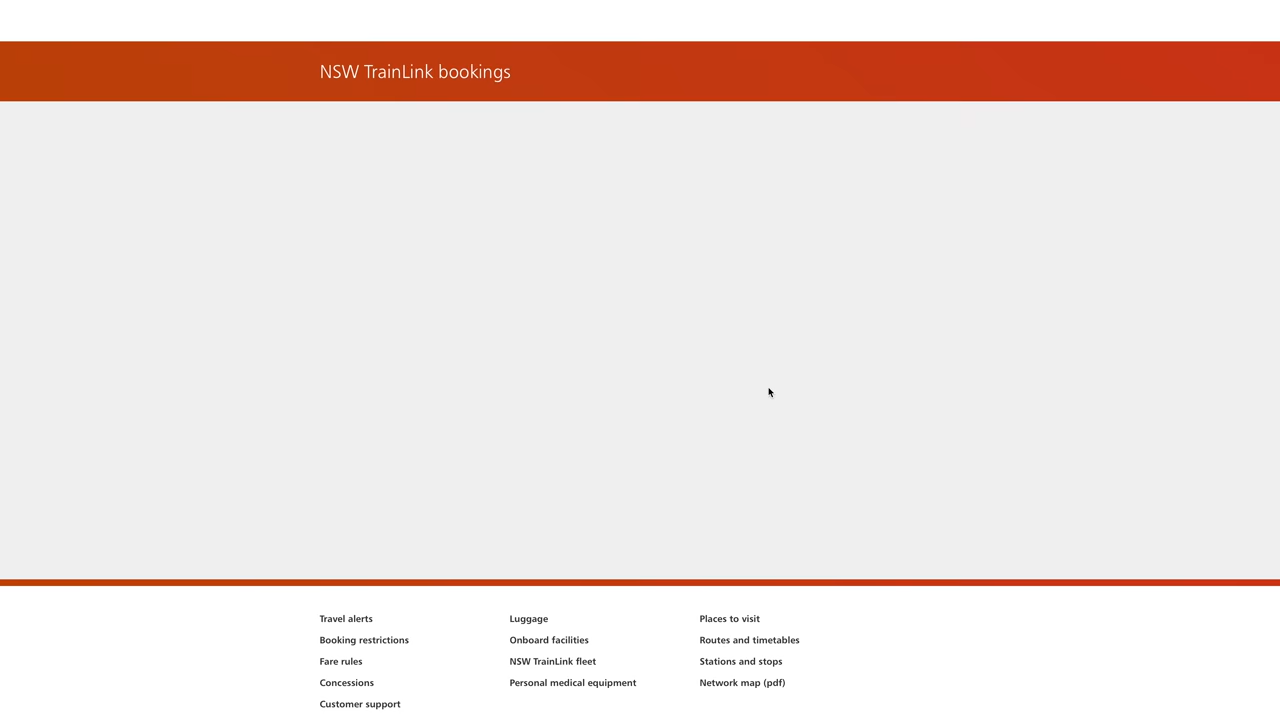 NSW TrainLink bookings
Travel alerts
Booking restrictions
Fare rules
Concessions
Customer support
Luggage
Onboard facilities
NSW TrainLink fleet
Personal medical equipment
Places to visit
Routes and timetables
Stations and stops
Network map (pdf)